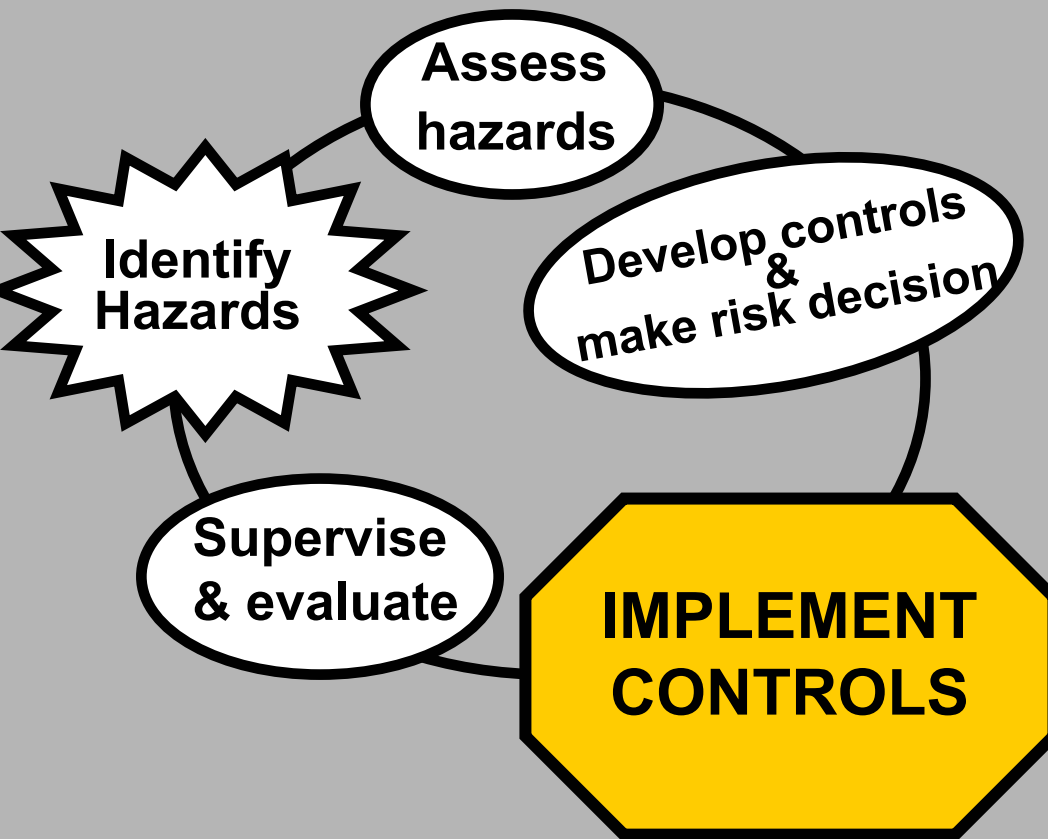 Assess
hazards
Identify
Hazards
Develop controls
&
make risk decision
Supervise
& evaluate
IMPLEMENT
CONTROLS